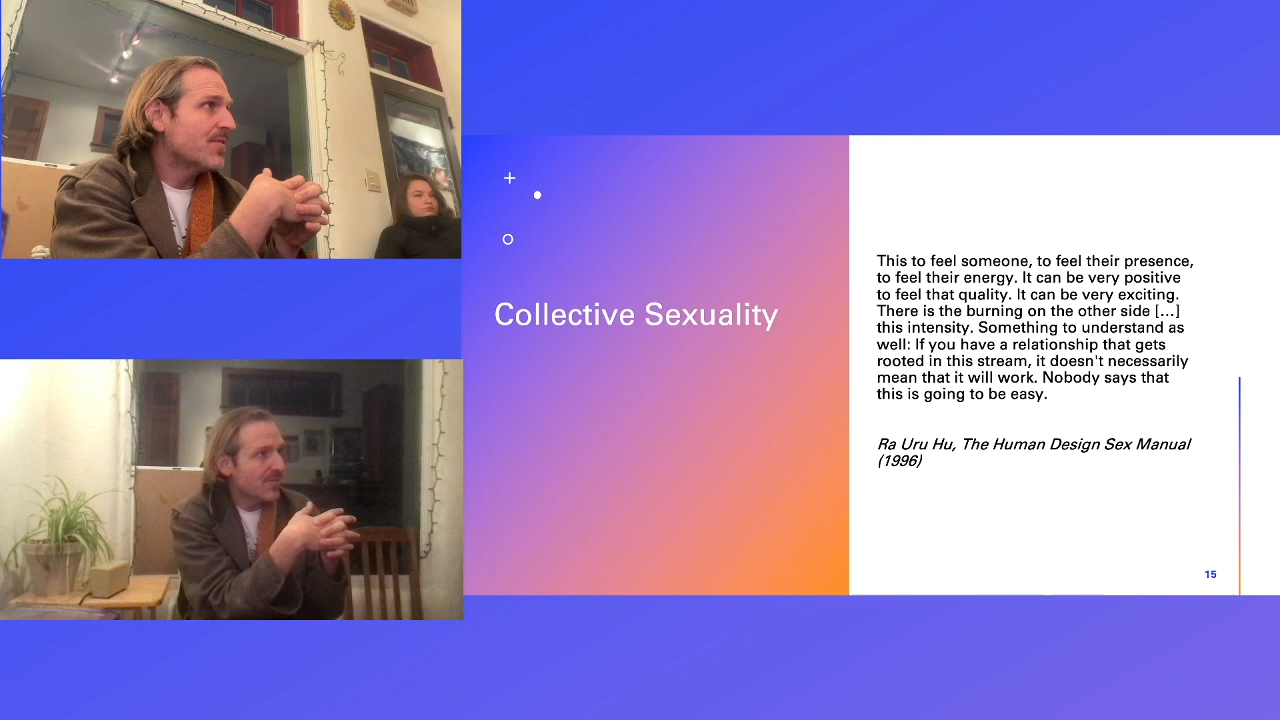 Collective Sexuality
This to feel someone, to feel their presence,
to feel their energy. It can be very positive
to feel that quality. It can be very exciting.
There is the burning on the other side [...]
this intensity. Something to understand as
well: If you have a relationship that gets
rooted in this stream, it doesn't necessarily
mean that it will work. Nobody says that
this is going to be easy.
Ra Uru Hu, The Human Design Sex Manual
(1996)
15